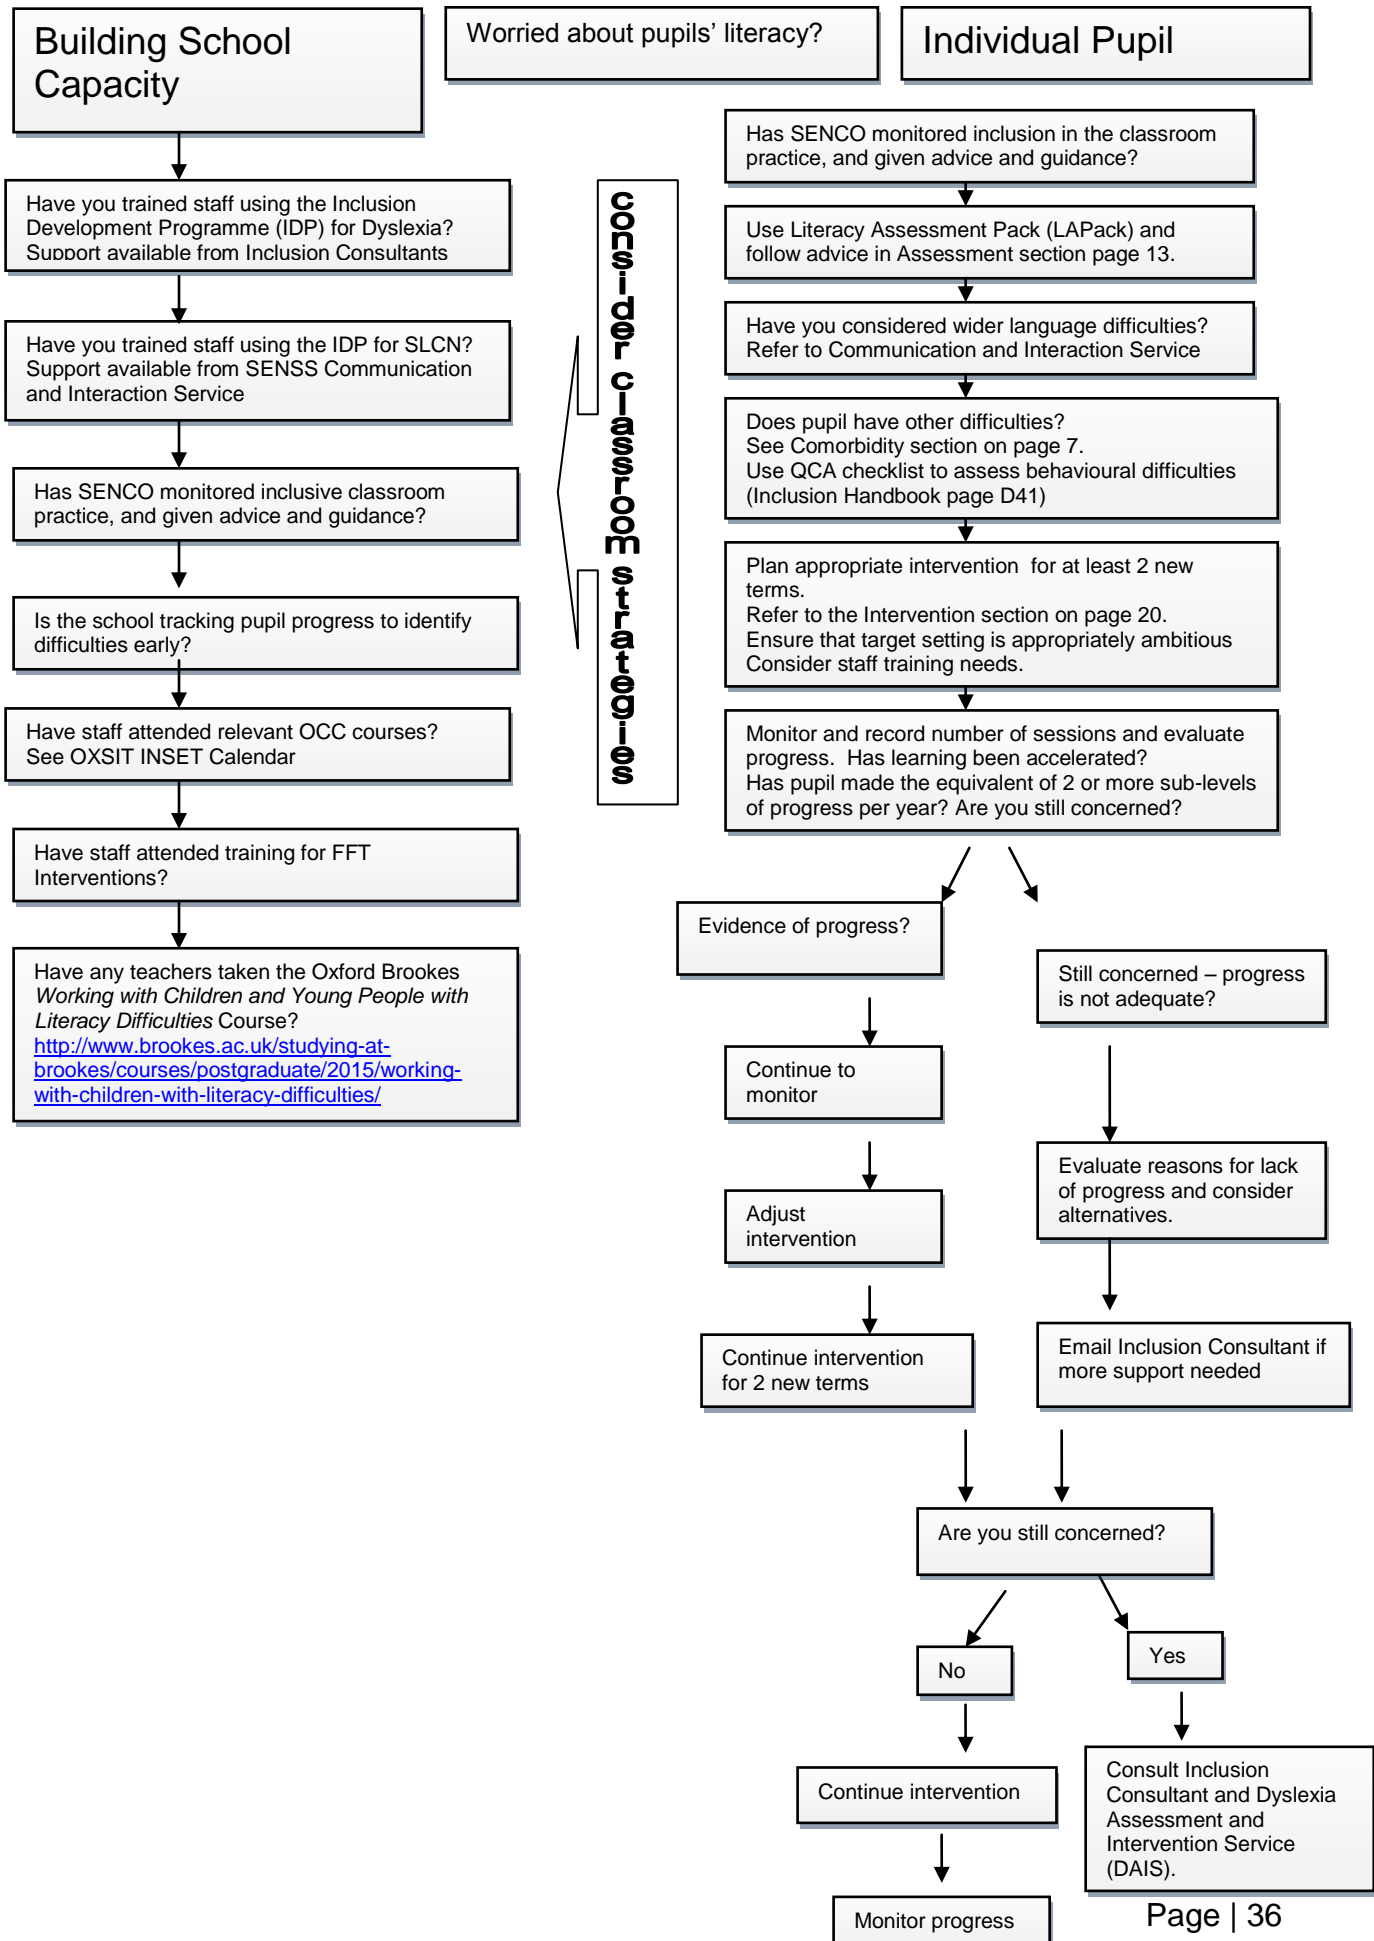 Building School
Capacity
Worried about pupils’ literacy?
Individual Pupil
Have you trained staff using the Inclusion
Development Programme (IDP) for Dyslexia?
Support available from Inclusion Consultants
Have you trained staff using the IDP for SLCN?
Support available from SENSS Communication
and Interaction Service
Has SENCO monitored inclusive classroom
practice, and given advice and guidance?
Is the school tracking pupil progress to identify
difficulties early?
Have staff attended relevant OCC courses?
See OXSIT INSET Calendar
Have staff attended training for FFT
Interventions?
Have any teachers taken the Oxford Brookes
Working with Children and Young People with
Literacy Difficulties Course?
http://www.brookes.ac.uk/studying-at-
brookes/courses/postgraduate/2015/working-
with-children-with-literacy-difficulties/
consider classroom strategies
Has SENCO monitored inclusion in the classroom
practice, and given advice and guidance?
Use Literacy Assessment Pack (LAPack) and
follow advice in Assessment section page 13.
Have you considered wider language difficulties?
Refer to Communication and Interaction Service
Does pupil have other difficulties?
See Comorbidity section on page 7.
Use QCA checklist to assess behavioural difficulties
(Inclusion Handbook page D41)
Plan appropriate intervention for at least 2 new
terms.
Refer to the Intervention section on page 20.
Ensure that target setting is appropriately ambitious
Consider staff training needs.
Monitor and record number of sessions and evaluate
progress. Has learning been accelerated?
Has pupil made the equivalent of 2 or more sub-levels
of progress per year? Are you still concerned?
Evidence of progress?
Continue to
monitor
Adjust
intervention
Continue intervention
for 2 new terms
Still concerned – progress
is not adequate?
Evaluate reasons for lack
of progress and consider
alternatives.
Email Inclusion Consultant if
more support needed
Are you still concerned?
No
Yes
Continue intervention
Monitor progress
Consult Inclusion
Consultant and Dyslexia
Assessment and
Intervention Service
(DAIS).
Page | 36